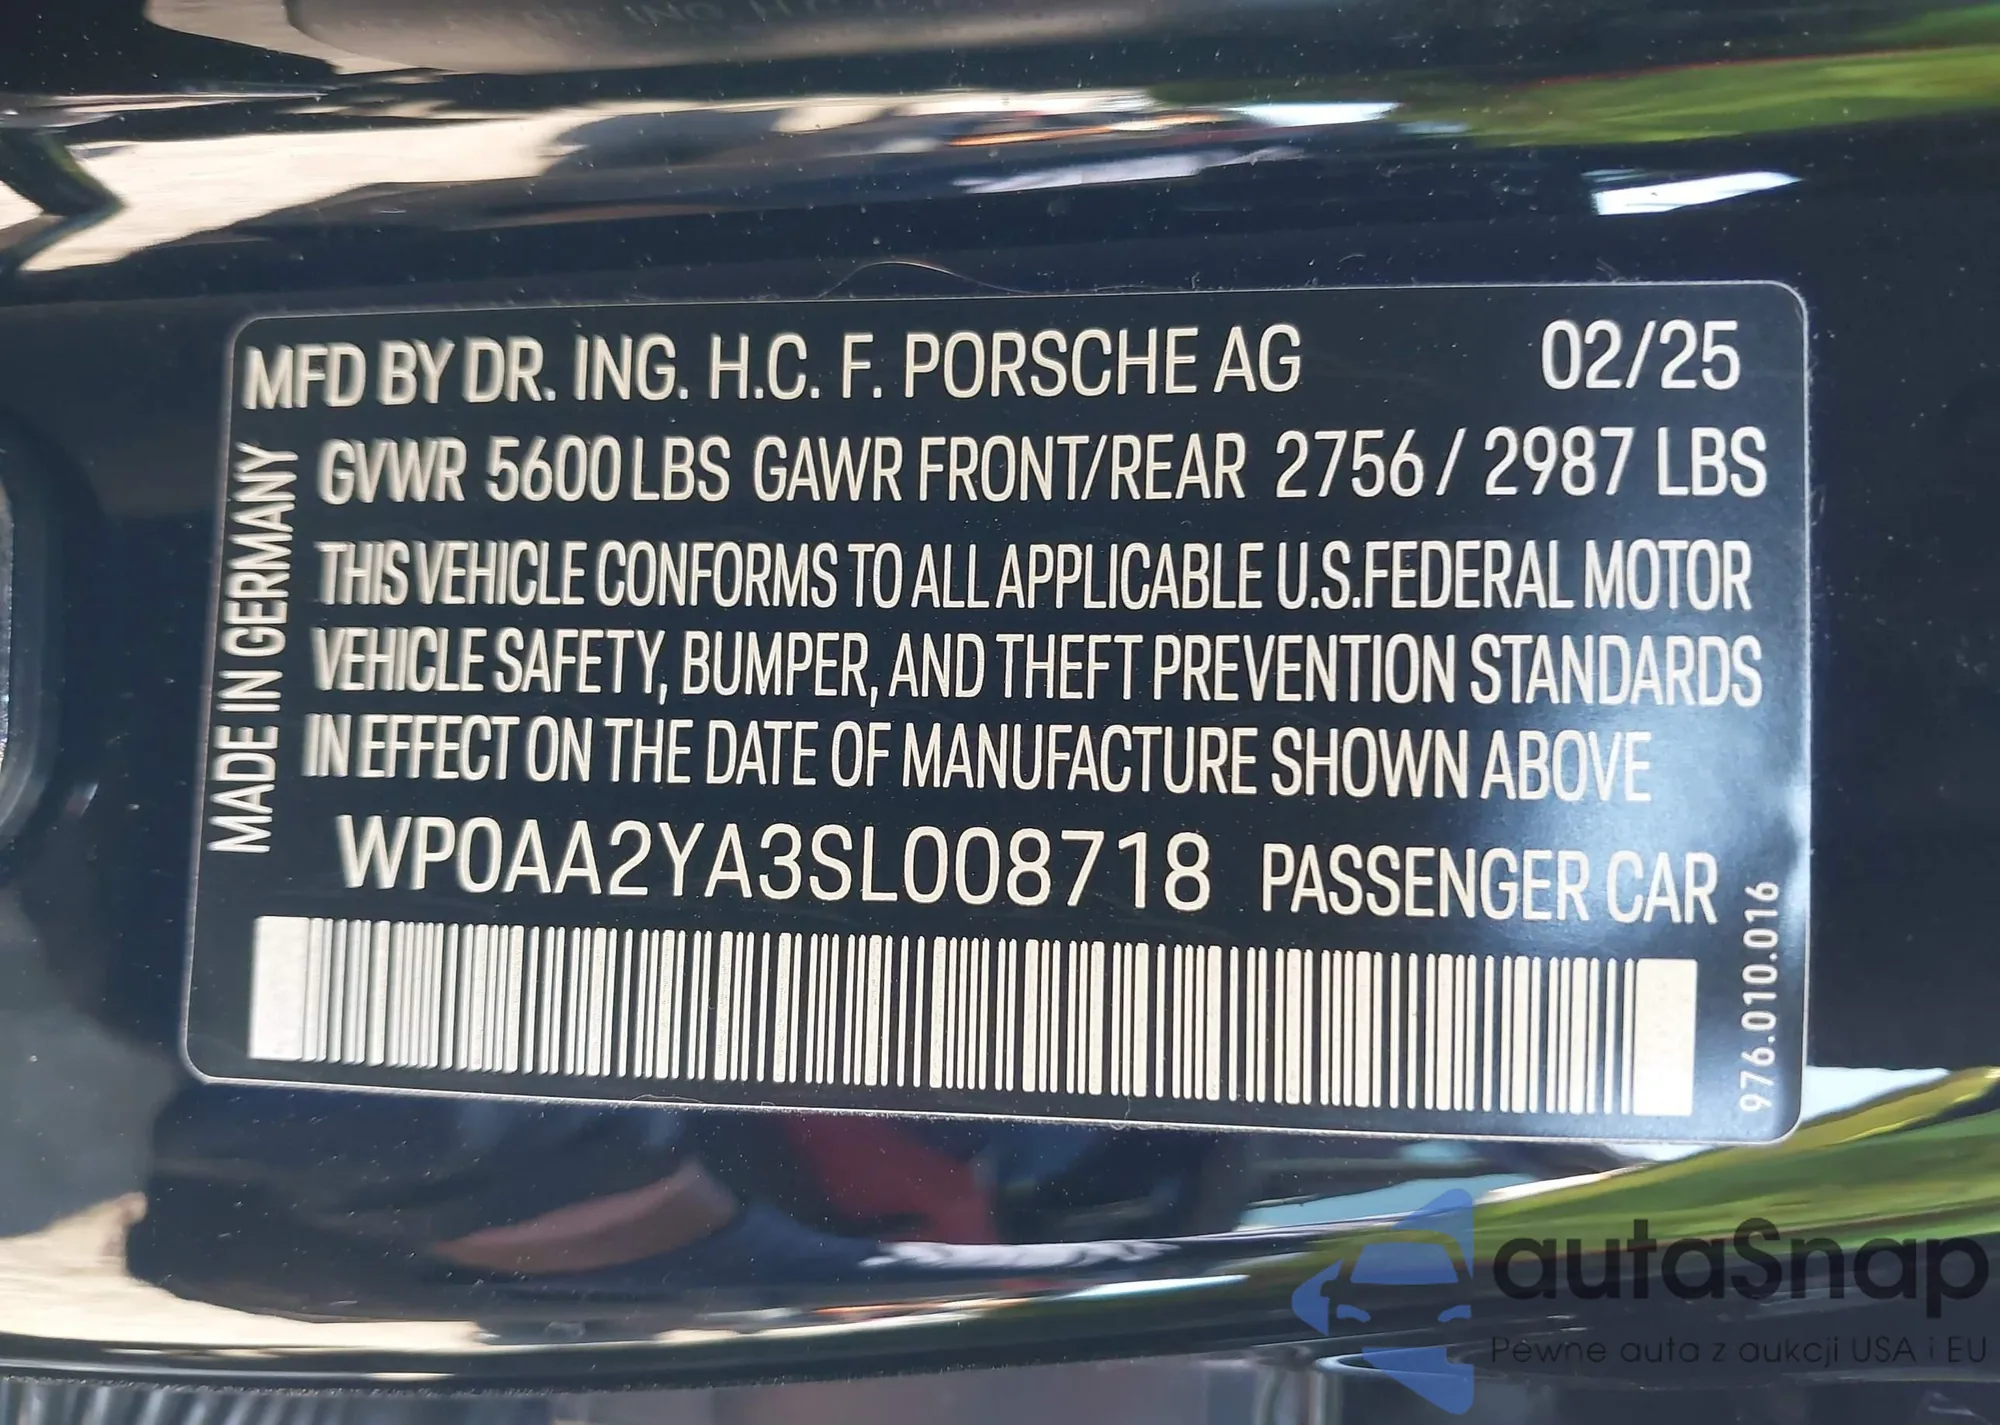 MFD BY DR. ING. H.C. F. PORSCHE AG 02/25
GVWR 5600 LBS GAWR FRONT/REAR 2756 / 2987 LBS
THIS VEHICLE CONFORMS TO ALL APPLICABLE U.S.FEDERAL MOTOR
VEHICLE SAFETY, BUMPER, AND THEFT PREVENTION STANDARDS
IN EFFECT ON THE DATE OF MANUFACTURE SHOWN ABOVE
WP0AA2YA3SL008718 PASSENGER CAR
MADE IN GERMANY
976.010.016
autaSnap
Pewne auta z aukcji USA i EU